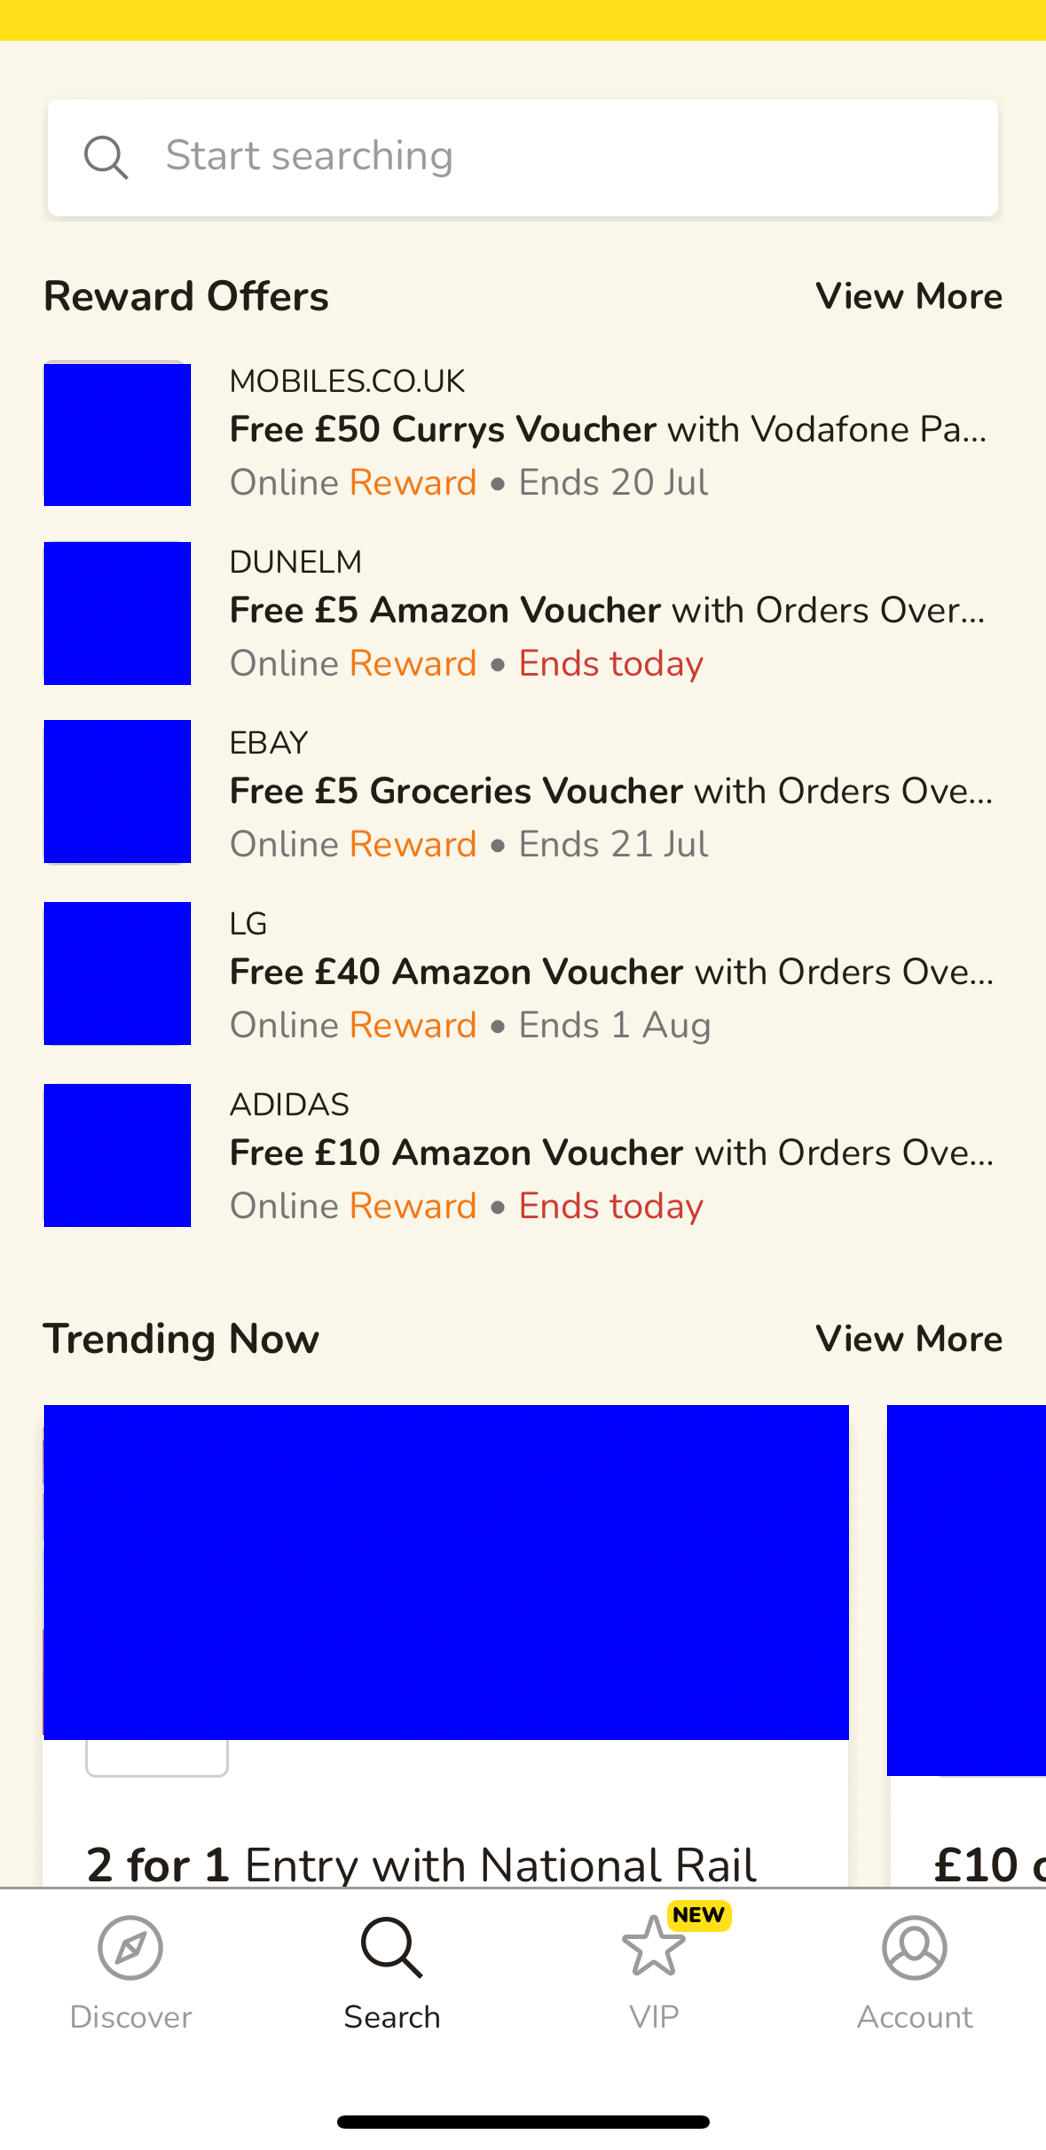 Start searching
Reward Offers
View More
MOBILES.CO.UK
Free £50 Currys Voucher with Vodafone Pa...
Online Reward • Ends 20 Jul
DUNELM
Free £5 Amazon Voucher with Orders Over...
Online Reward • Ends today
EBAY
Free £5 Groceries Voucher with Orders Ove...
Online Reward • Ends 21 Jul
LG
Free £40 Amazon Voucher with Orders Ove...
Online Reward • Ends 1 Aug
ADIDAS
Free £10 Amazon Voucher with Orders Ove...
Online Reward • Ends today
Trending Now
View More
2 for 1 Entry with National Rail
£10
NEW
Discover
Search
VIP
Account